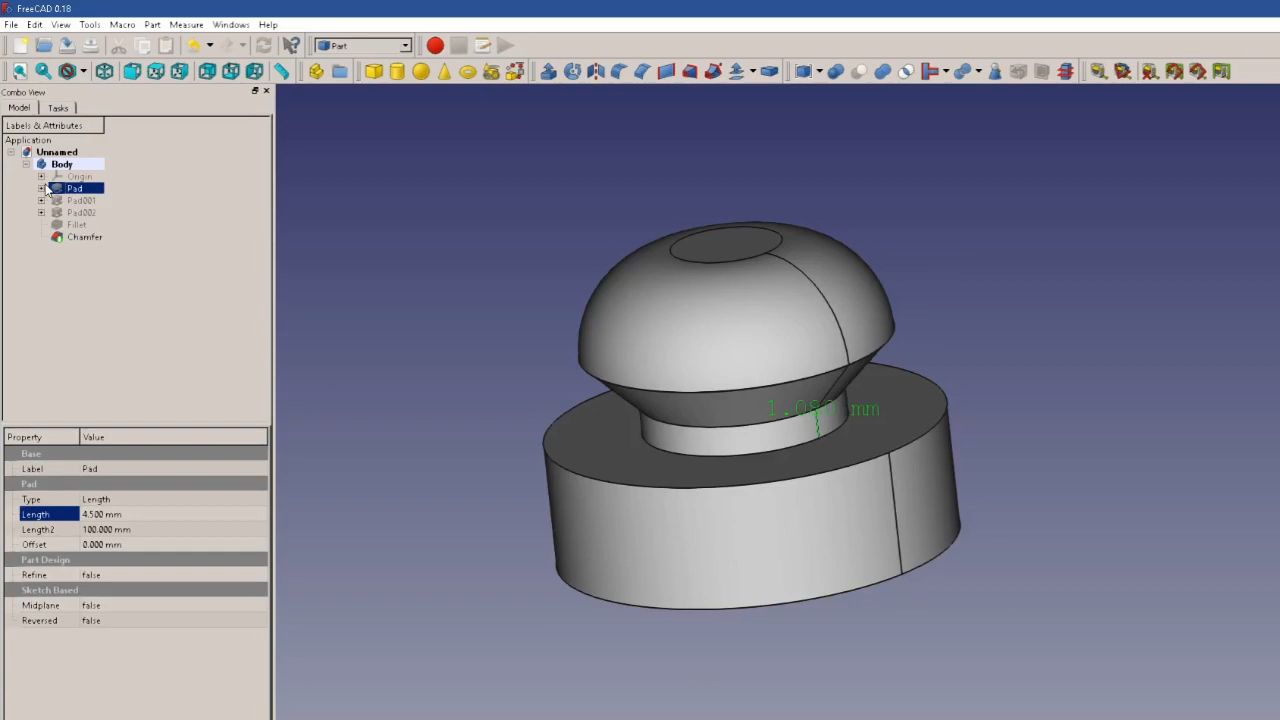 FreeCAD 0.18
File Edit View Tools Macro Part Measure Windows Help
Part
Combo View
Model Tasks
Labels & Attributes
Application
Unnamed
Body
Origin
Pad
Pad001
Pad002
Fillet
Chamfer
1.080 mm
Property Value
Base
Label Pad
Pad
Type Length
Length 4.500 mm
Length2 100.000 mm
Offset 0.000 mm
Part Design
Refine false
Sketch Based
Midplane false
Reversed false